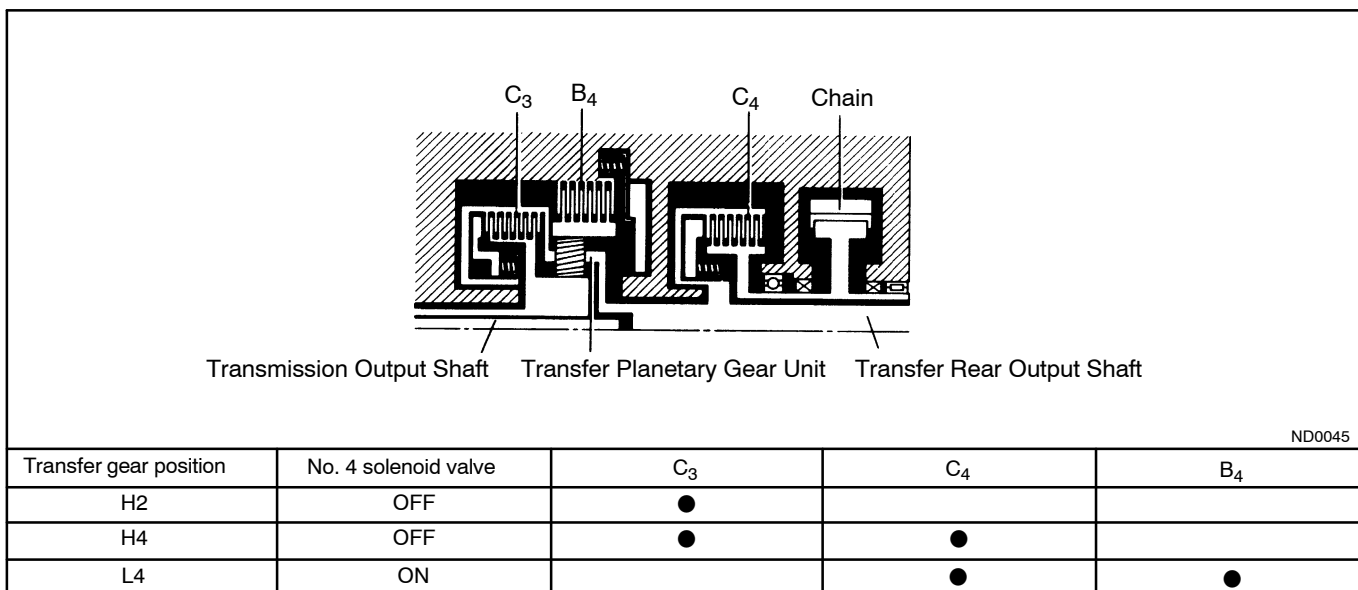 C3 B4 C4 Chain
Transmission Output Shaft Transfer Planetary Gear Unit Transfer Rear Output Shaft
ND0045
Transfer gear position No. 4 solenoid valve C3 C4 B4
H2 OFF ●
H4 OFF ● ●
L4 ON ● ●